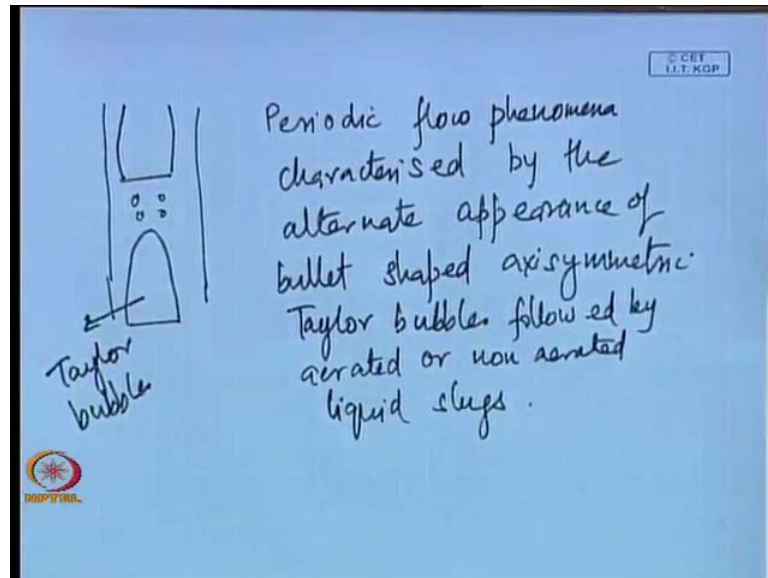 © CET
I.I.T. KGP
Periodic flow phenomena
characterised by the
alternate appearance of
bullet shaped axisymmetric
Taylor bubbles followed by
aerated or non aerated
liquid slugs.
Taylor
bubble
NPTEL